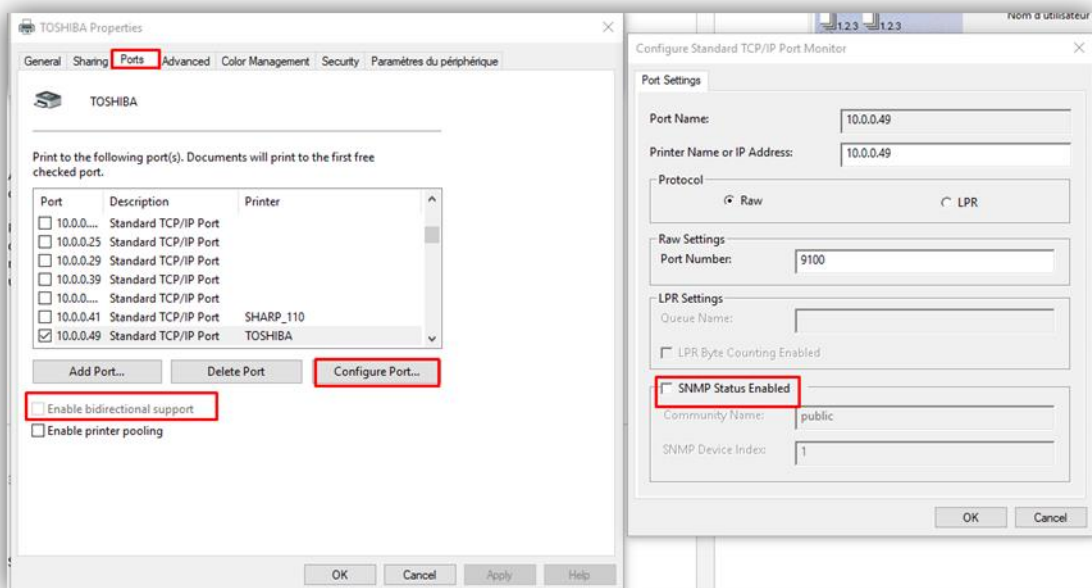 TOSHIBA Properties
General Sharing Ports Advanced Color Management Security Paramètres du périphérique
TOSHIBA
Print to the following port(s). Documents will print to the first free
checked port.
Port Description Printer
10.0.0.... Standard TCP/IP Port
10.0.0.25 Standard TCP/IP Port
10.0.0.29 Standard TCP/IP Port
10.0.0.39 Standard TCP/IP Port
10.0.0.... Standard TCP/IP Port
10.0.0.41 Standard TCP/IP Port SHARP_110
10.0.0.49 Standard TCP/IP Port TOSHIBA
Add Port... Delete Port Configure Port...
Enable bidirectional support
Enable printer pooling
OK Cancel Apply Help
1 2 3 1 2 3
Nom d'utilisateur
Configure Standard TCP/IP Port Monitor
Port Settings
Port Name: 10.0.0.49
Printer Name or IP Address: 10.0.0.49
Protocol
Raw LPR
Raw Settings
Port Number: 9100
LPR Settings
Queue Name:
LPR Byte Counting Enabled
SNMP Status Enabled
Community Name: public
SNMP Device Index: 1
OK Cancel